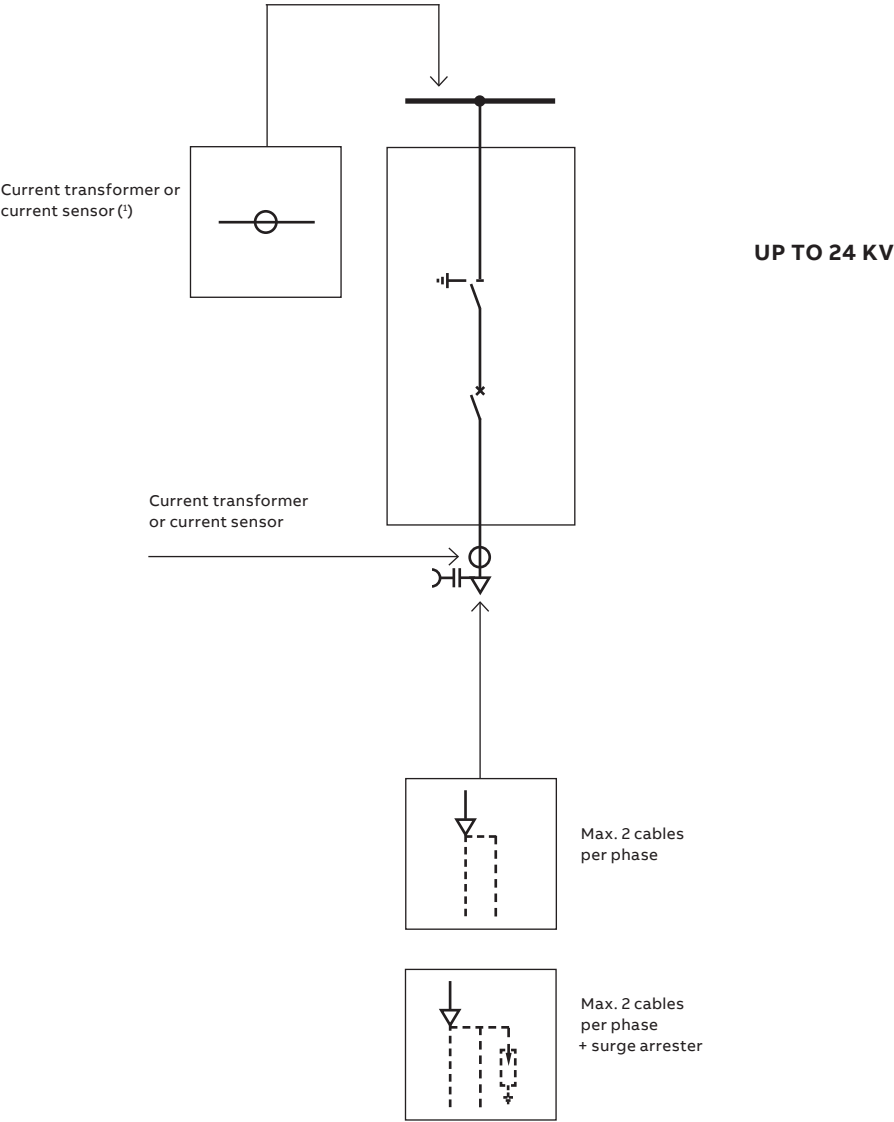 Current transformer or
current sensor (¹)
UP TO 24 KV
Current transformer
or current sensor
Max. 2 cables
per phase
Max. 2 cables
per phase
+ surge arrester